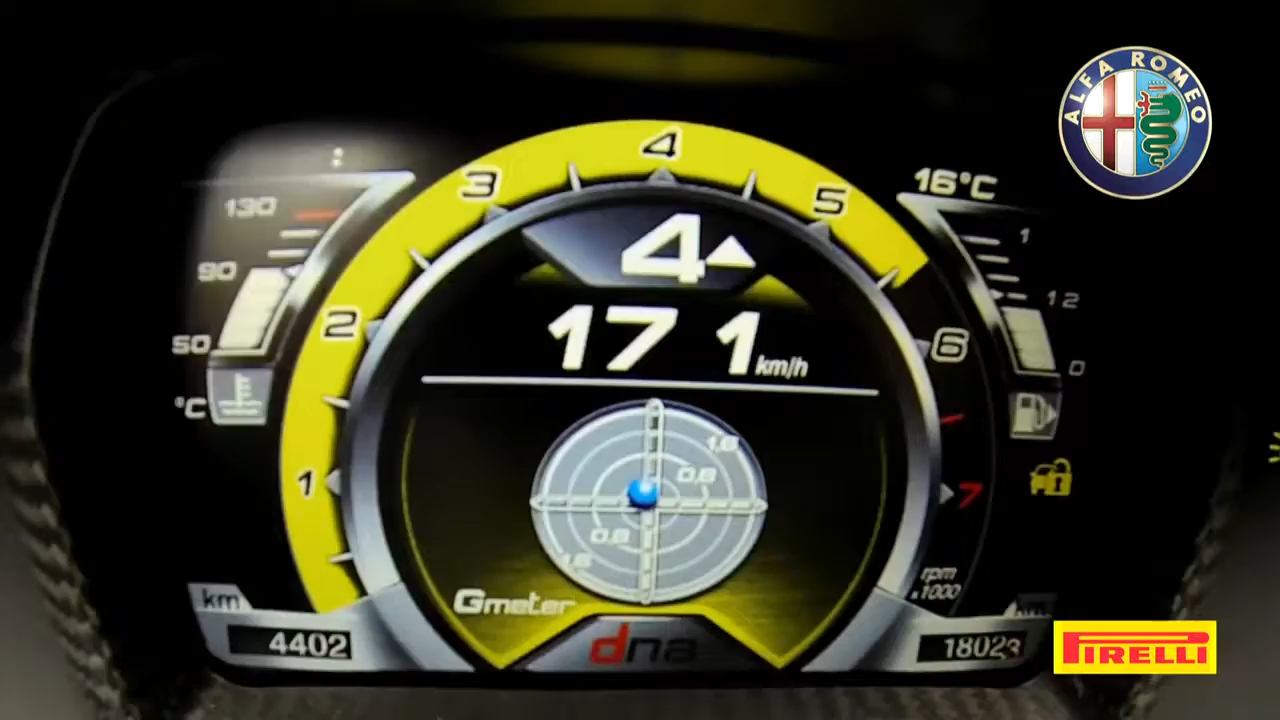 ALFA ROMEO
4
3
5
16°C
130
4
1
90
171 km/h
1 2
2
6
50
0
°C
1,6
0,8
1
7
0,8
1,6
rpm
x1000
Gmeter
km
km
dna
4402
PIRELLI